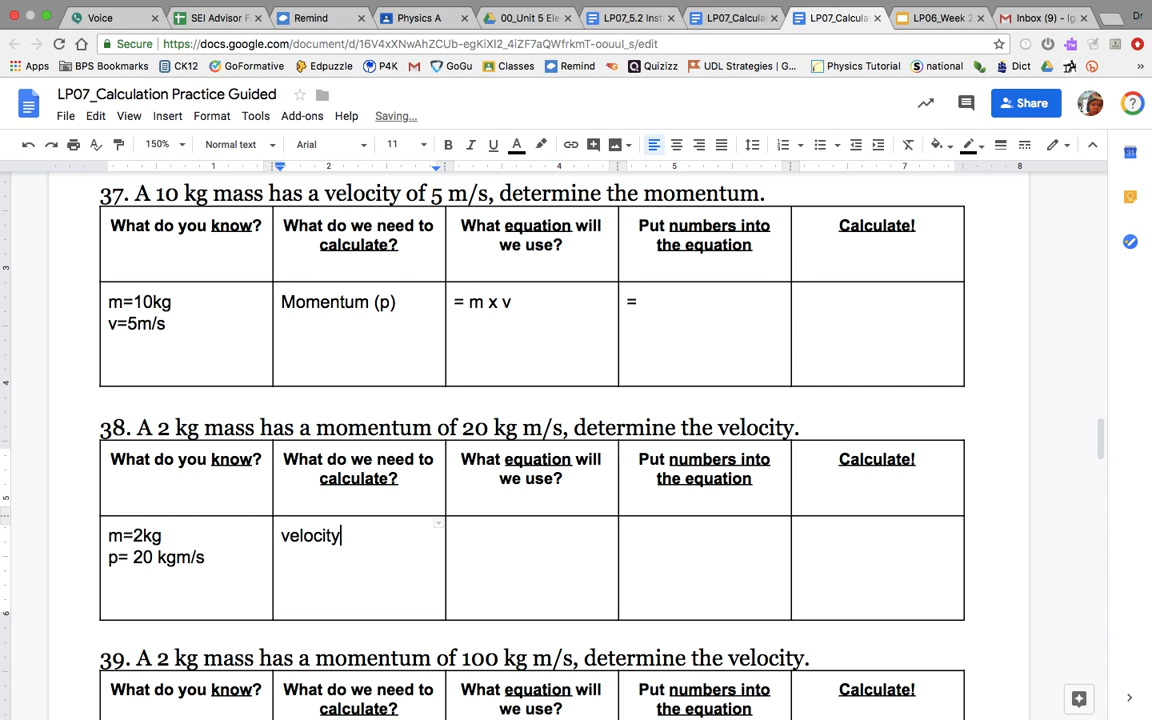 Voice
SEI Advisor F
Remind
Physics A
00_Unit 5 Ele
LP07_5.2 Inst
LP07_Calcula
LP07_Calcula
LP06_Week 2
Inbox (9) - lg
Dr
Secure
https://docs.google.com/document/d/16V4xXNwAhZCUb-egKiXI2_4iZF7aQWfrkmT-oouuI_s/edit
Apps
BPS Bookmarks
CK12
GoFormative
Edpuzzle
P4K
GoGu
Classes
Remind
Quizizz
UDL Strategies | G...
Physics Tutorial
national
Dict
LP07_Calculation Practice Guided
File Edit View Insert Format Tools Add-ons Help Saving...
Share
150% Normal text Arial 11
37. A 10 kg mass has a velocity of 5 m/s, determine the momentum.
What do you know?
What do we need to
calculate?
What equation will
we use?
Put numbers into
the equation
Calculate!
m=10kg
v=5m/s
Momentum (p)
= m x v
=
38. A 2 kg mass has a momentum of 20 kg m/s, determine the velocity.
What do you know?
What do we need to
calculate?
What equation will
we use?
Put numbers into
the equation
Calculate!
m=2kg
p= 20 kgm/s
velocity
39. A 2 kg mass has a momentum of 100 kg m/s, determine the velocity.
What do you know?
What do we need to
calculate?
What equation will
we use?
Put numbers into
the equation
Calculate!